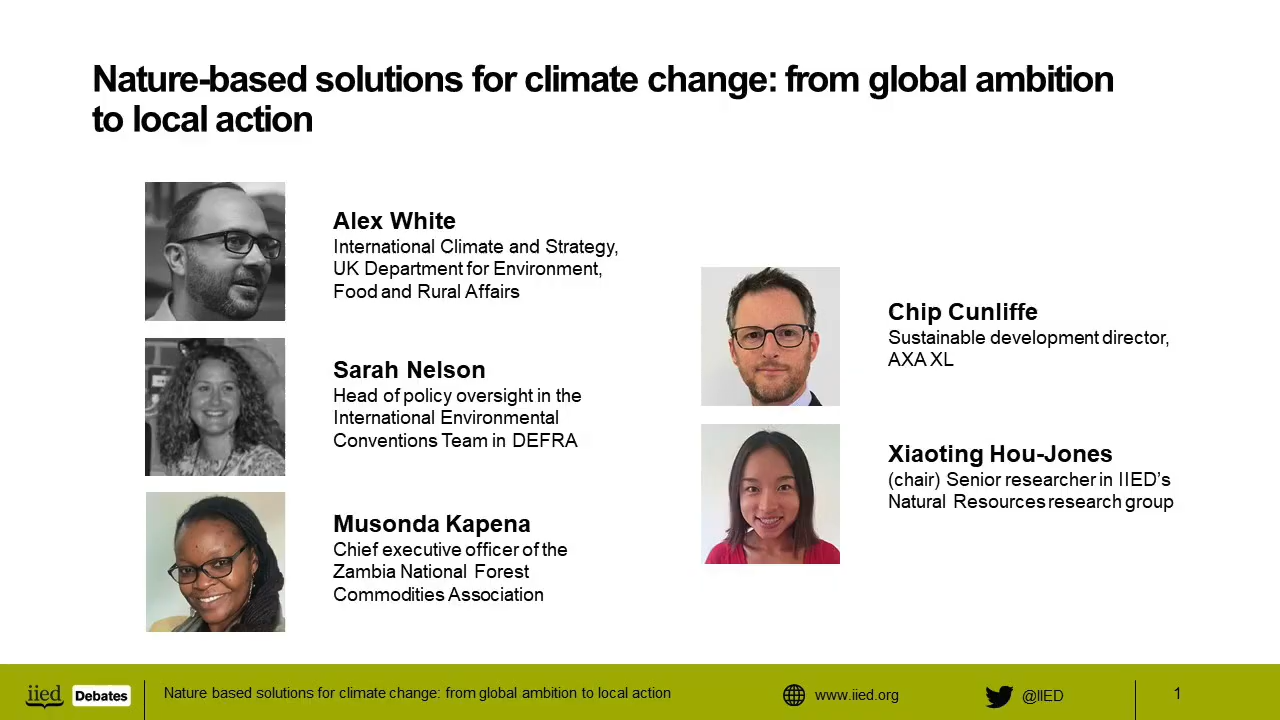 Nature-based solutions for climate change: from global ambition
to local action
Alex White
International Climate and Strategy,
UK Department for Environment,
Food and Rural Affairs
Sarah Nelson
Head of policy oversight in the
International Environmental
Conventions Team in DEFRA
Musonda Kapena
Chief executive officer of the
Zambia National Forest
Commodities Association
Chip Cunliffe
Sustainable development director,
AXA XL
Xiaoting Hou-Jones
(chair) Senior researcher in IIED’s
Natural Resources research group
iied Debates
Nature based solutions for climate change: from global ambition to local action
www.iied.org
@IIED
1